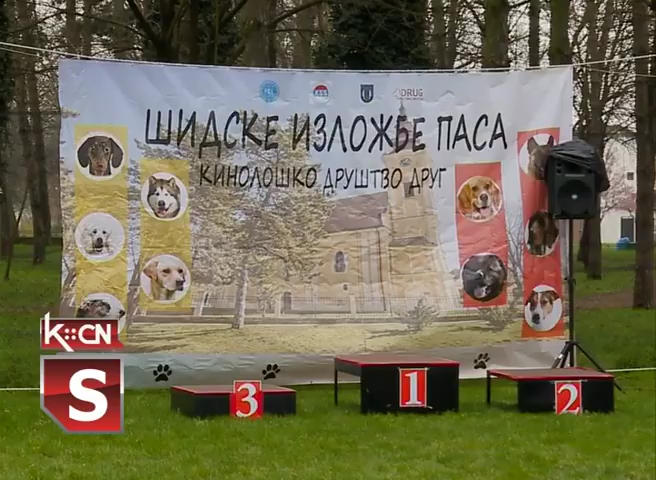 DRUG
ШИДСКЕ ИЗЛОЖБЕ ПАСА
КИНОЛОШКО ДРУШТВО ДРУГ
K::CN
S
3
1
2